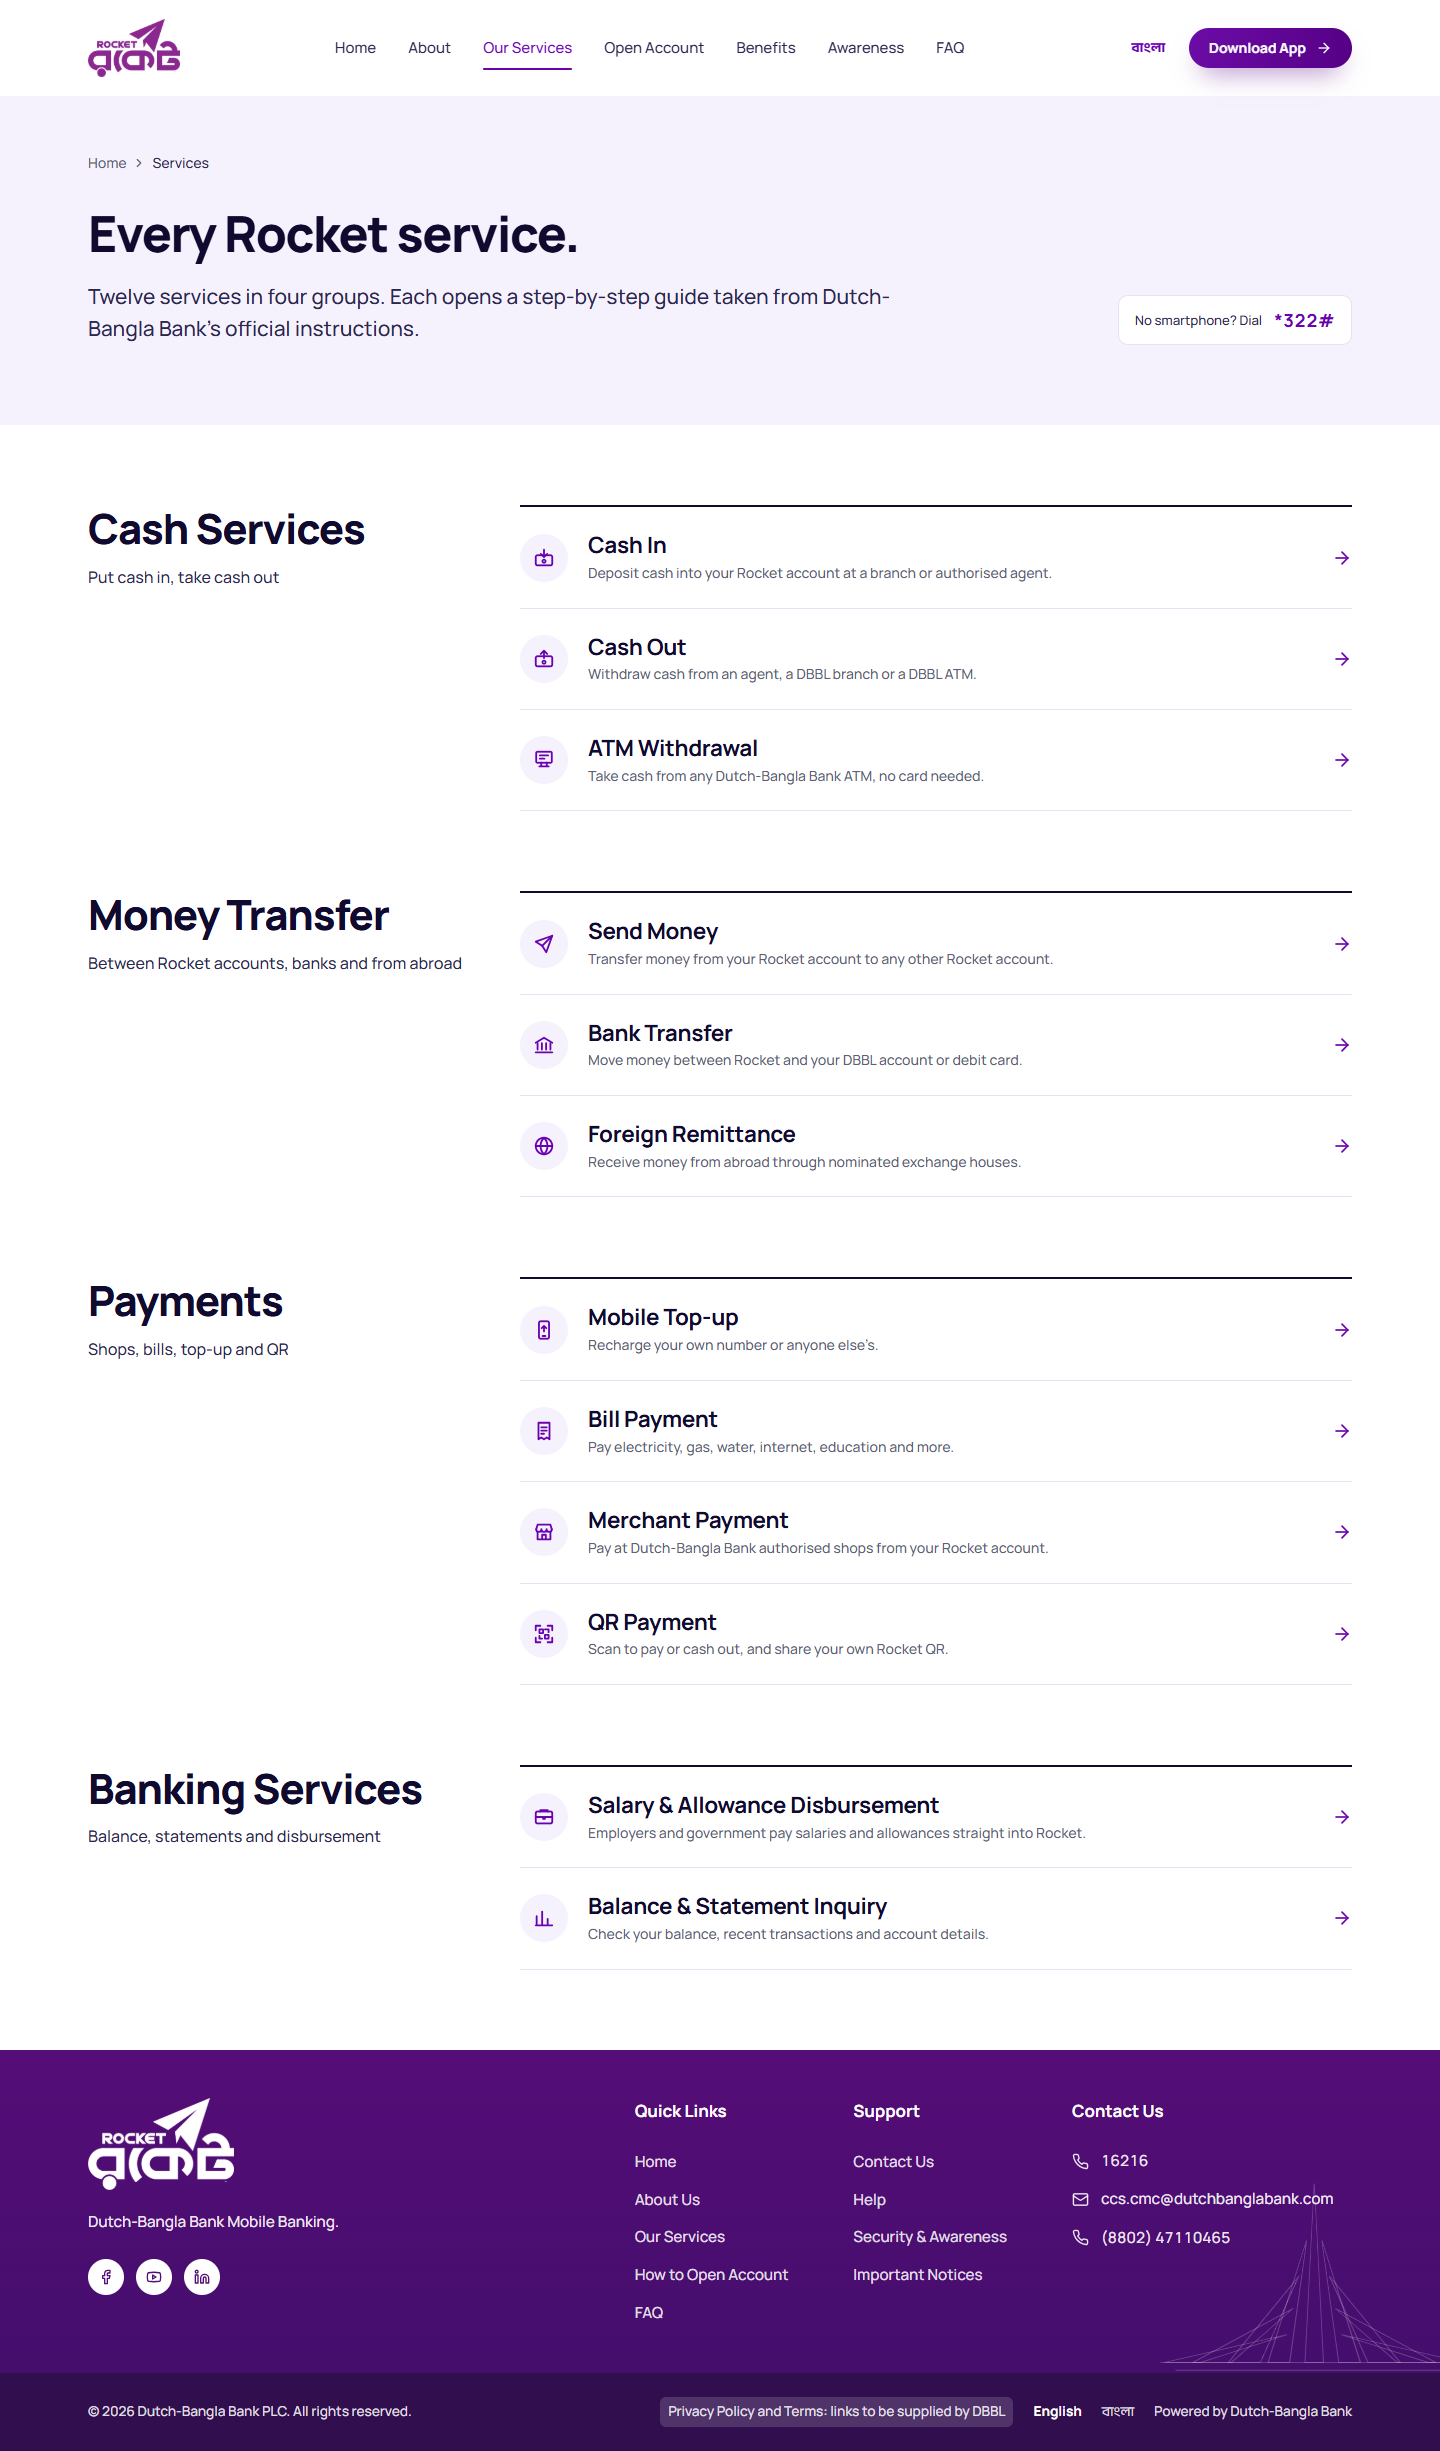 ROCKET
রকেট
Home
About
Our Services
Open Account
Benefits
Awareness
FAQ
বাংলা
Download App
Home > Services
Every Rocket service.
Twelve services in four groups. Each opens a step-by-step guide taken from Dutch-
Bangla Bank’s official instructions.
No smartphone? Dial *322#
Cash Services
Put cash in, take cash out
Cash In
Deposit cash into your Rocket account at a branch or authorised agent.
Cash Out
Withdraw cash from an agent, a DBBL branch or a DBBL ATM.
ATM Withdrawal
Take cash from any Dutch-Bangla Bank ATM, no card needed.
Money Transfer
Between Rocket accounts, banks and from abroad
Send Money
Transfer money from your Rocket account to any other Rocket account.
Bank Transfer
Move money between Rocket and your DBBL account or debit card.
Foreign Remittance
Receive money from abroad through nominated exchange houses.
Payments
Shops, bills, top-up and QR
Mobile Top-up
Recharge your own number or anyone else’s.
Bill Payment
Pay electricity, gas, water, internet, education and more.
Merchant Payment
Pay at Dutch-Bangla Bank authorised shops from your Rocket account.
QR Payment
Scan to pay or cash out, and share your own Rocket QR.
Banking Services
Balance, statements and disbursement
Salary & Allowance Disbursement
Employers and government pay salaries and allowances straight into Rocket.
Balance & Statement Inquiry
Check your balance, recent transactions and account details.
ROCKET
রকেট
Dutch-Bangla Bank Mobile Banking.
Quick Links
Home
About Us
Our Services
How to Open Account
FAQ
Support
Contact Us
Help
Security & Awareness
Important Notices
Contact Us
16216
ccs.cmc@dutchbanglabank.com
(8802) 47110465
© 2026 Dutch-Bangla Bank PLC. All rights reserved.
Privacy Policy and Terms: links to be supplied by DBBL
English
বাংলা
Powered by Dutch-Bangla Bank